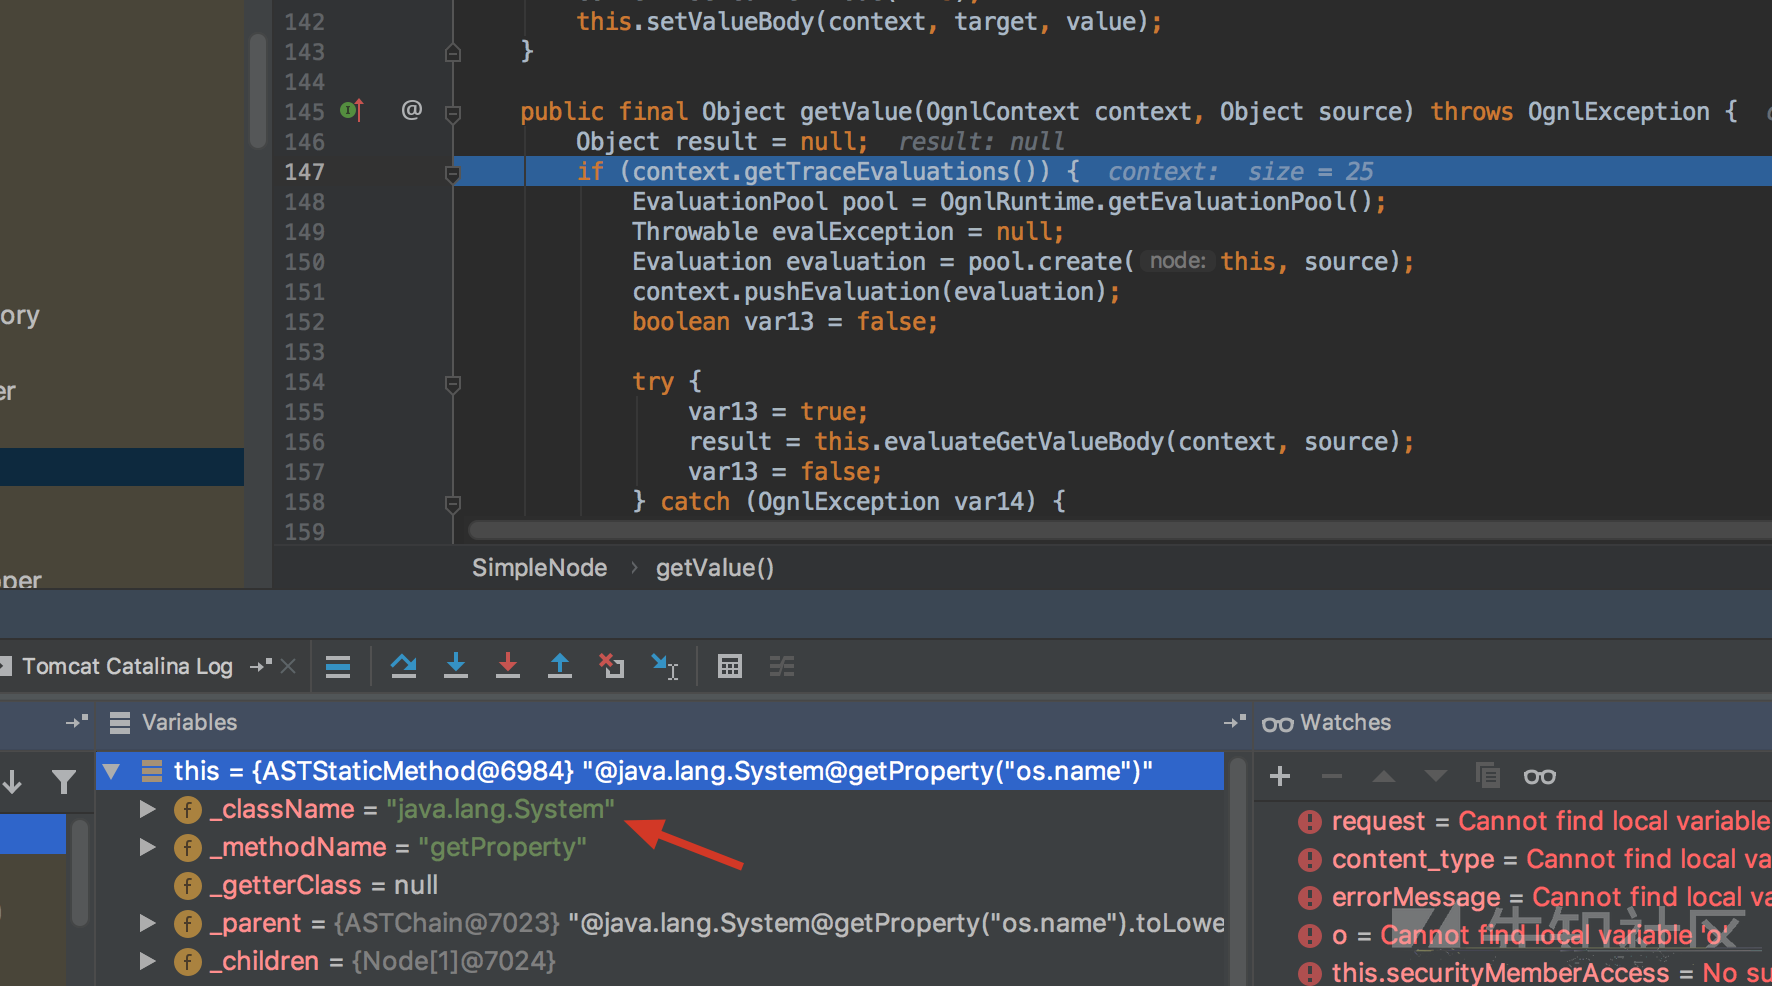 142 this.setValueBody(context, target, value);
143 }
144
145 @ public final Object getValue(OgnlContext context, Object source) throws OgnlException {
146 Object result = null; result: null
147 if (context.getTraceEvaluations()) { context: size = 25
148 EvaluationPool pool = OgnlRuntime.getEvaluationPool();
149 Throwable evalException = null;
150 Evaluation evaluation = pool.create( node: this, source);
151 context.pushEvaluation(evaluation);
152 boolean var13 = false;
153
154 try {
155 var13 = true;
156 result = this.evaluateGetValueBody(context, source);
157 var13 = false;
158 } catch (OgnlException var14) {
159
ory
er
per
SimpleNode › getValue()
Tomcat Catalina Log
Variables
Watches
this = {ASTStaticMethod@6984} "@java.lang.System@getProperty("os.name")"
f _className = "java.lang.System"
f _methodName = "getProperty"
f _getterClass = null
f _parent = {ASTChain@7023} "@java.lang.System@getProperty("os.name").toLowe
f _children = {Node[1]@7024}
request = Cannot find local variable
content_type = Cannot find local va
errorMessage = Cannot find local va
o = Cannot find local variable 'o'
this.securityMemberAccess = No su
先知社区